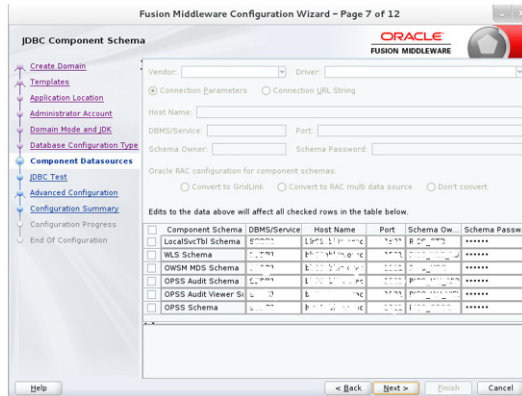 Fusion Middleware Configuration Wizard - Page 7 of 12
JDBC Component Schema
ORACLE
FUSION MIDDLEWARE
Create Domain
Templates
Application Location
Administrator Account
Domain Mode and JDK
Database Configuration Type
Component Datasources
JDBC Test
Advanced Configuration
Configuration Summary
Configuration Progress
End Of Configuration
Vendor: Driver:
Connection Parameters Connection URL String
Host Name:
DBMS/Service: Port:
Schema Owner: Schema Password:
Oracle RAC configuration for component schemas:
Convert to GridLink Convert to RAC multi data source Don't convert
Edits to the data above will affect all checked rows in the table below.
Component Schema DBMS/Service Host Name Port Schema Ow... Schema Passw
LocalSvcTbl Schema ••••••
WLS Schema ••••••
OWSM MDS Schema ••••••
OPSS Audit Schema ••••••
OPSS Audit Viewer Sc ••••••
OPSS Schema ••••••
Help < Back Next > Finish Cancel